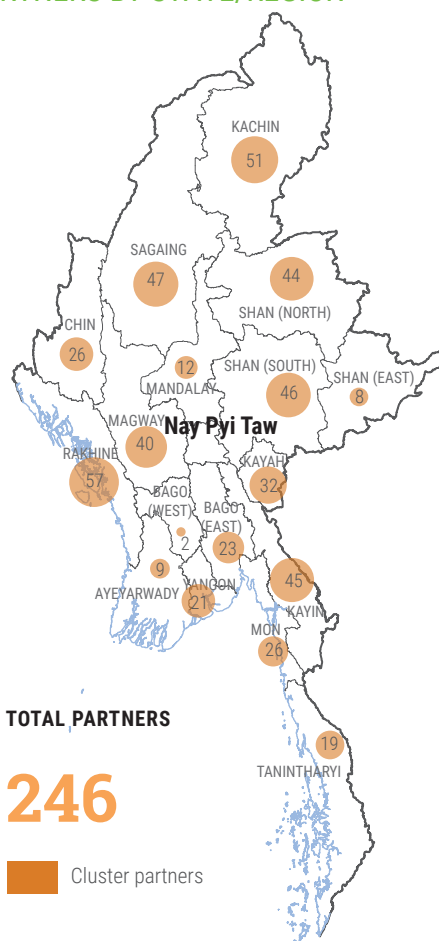 KACHIN
51
SAGAING
47
44
SHAN (NORTH)
CHIN
26
12
MANDALAY
SHAN (SOUTH)
46
SHAN (EAST)
8
MAGWAY
40
Nay Pyi Taw
RAKHINE
57
KAYAH
32
BAGO
(WEST)
2
BAGO
(EAST)
23
9
AYEYARWADY
YANGON
21
45
KAYIN
MON
26
19
TANINTHARYI
TOTAL PARTNERS
246
Cluster partners